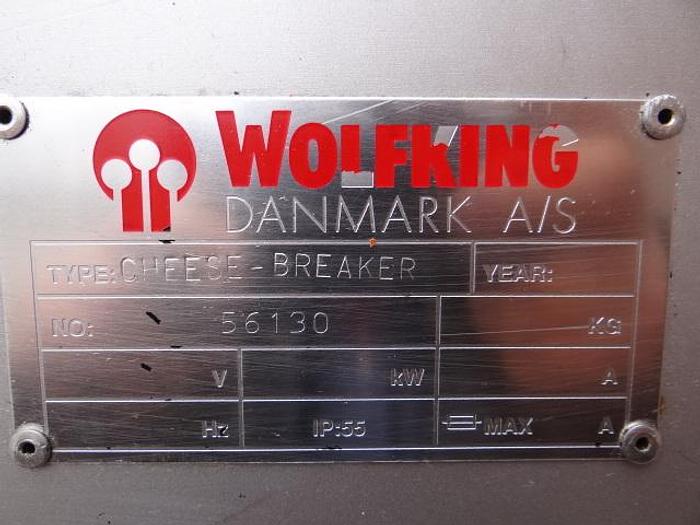 WOLFKING
DANMARK A/S
TYPE: CHEESE-BREAKER YEAR:
NO: 56130 KG
V kW A
Hz IP:55 MAX A